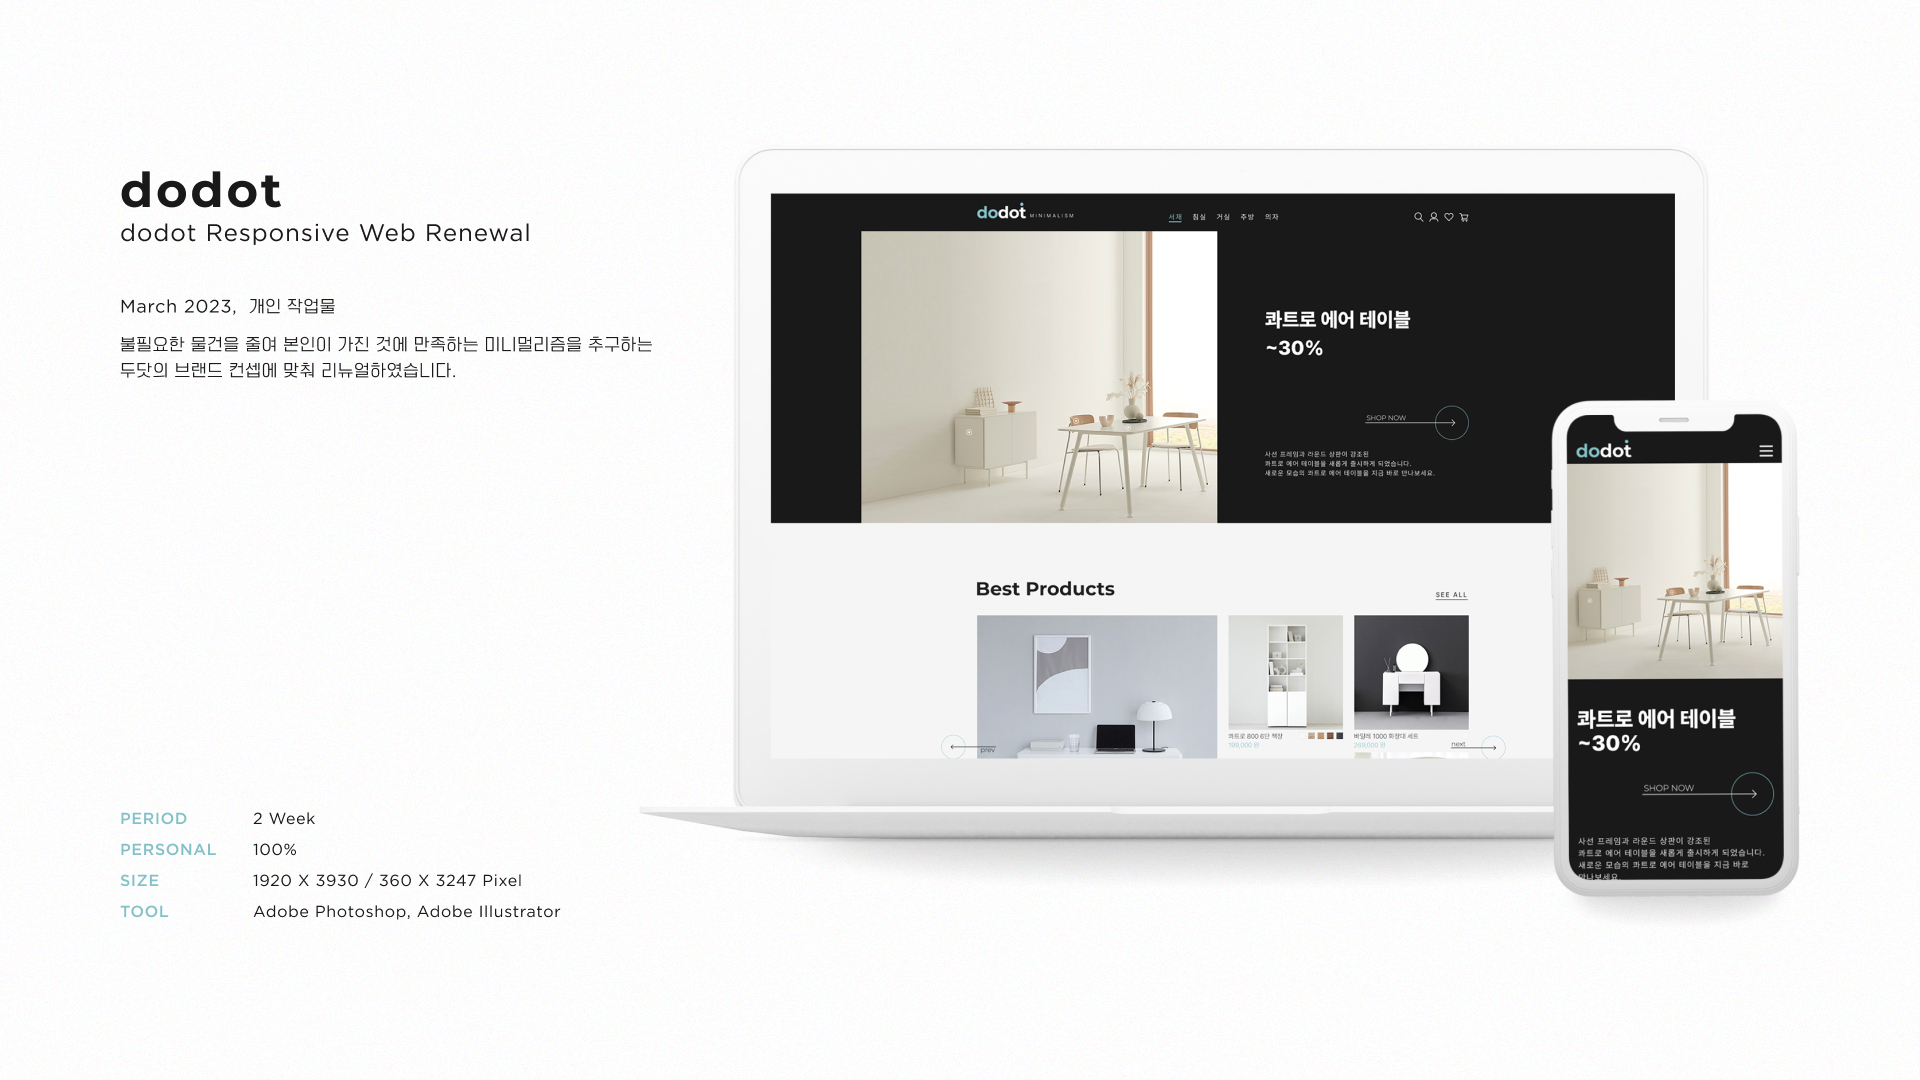 dodot
dodot Responsive Web Renewal
March 2023, 개인 작업물
불필요한 물건을 줄여 본인이 가진 것에 만족하는 미니멀리즘을 추구하는
두닷의 브랜드 컨셉에 맞춰 리뉴얼하였습니다.
PERIOD 2 Week
PERSONAL 100%
SIZE 1920 X 3930 / 360 X 3247 Pixel
TOOL Adobe Photoshop, Adobe Illustrator
dodot MINIMALISM
서재 침실 거실 주방 의자
콰트로 에어 테이블
~30%
SHOP NOW
사선 프레임과 라운드 상판이 강조된
콰트로 에어 테이블을 새롭게 출시하게 되었습니다.
새로운 모습의 콰트로 에어 테이블을 지금 바로 만나보세요.
Best Products
SEE ALL
prev
콰트로 800 6단 책장
199,000 원
바일레 1000 화장대 세트
269,000 원
next
dodot
콰트로 에어 테이블
~30%
SHOP NOW
사선 프레임과 라운드 상판이 강조된
콰트로 에어 테이블을 새롭게 출시하게 되었습니다.
새로운 모습의 콰트로 에어 테이블을 지금 바로
만나보세요.